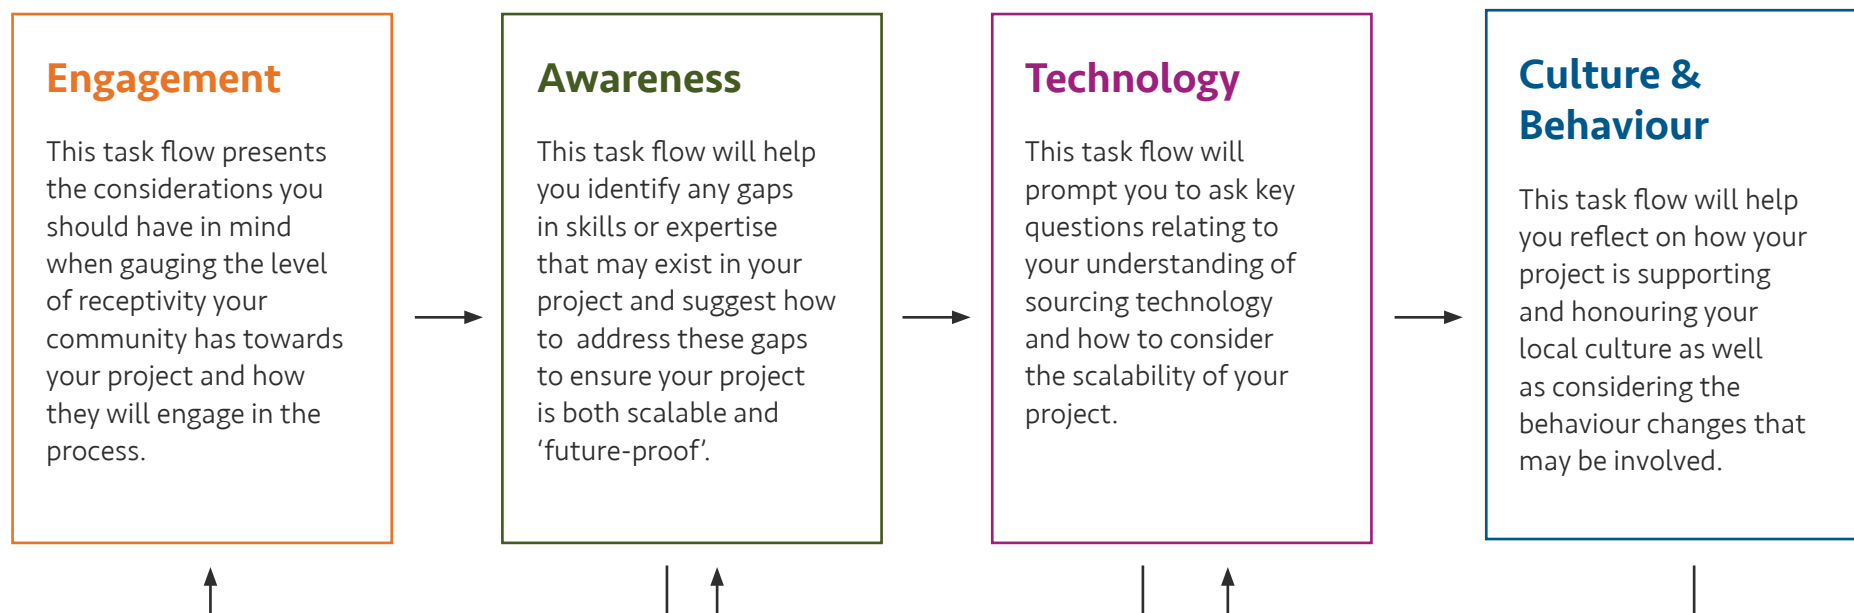 Engagement
This task flow presents
the considerations you
should have in mind
when gauging the level
of receptivity your
community has towards
your project and how
they will engage in the
process.
Awareness
This task flow will help
you identify any gaps
in skills or expertise
that may exist in your
project and suggest how
to  address these gaps
to ensure your project
is both scalable and
‘future-proof’.
Technology
This task flow will
prompt you to ask key
questions relating to
your understanding of
sourcing technology
and how to consider
the scalability of your
project.
Culture &
Behaviour
This task flow will help
you reflect on how your
project is supporting
and honouring your
local culture as well
as considering the
behaviour changes that
may be involved.